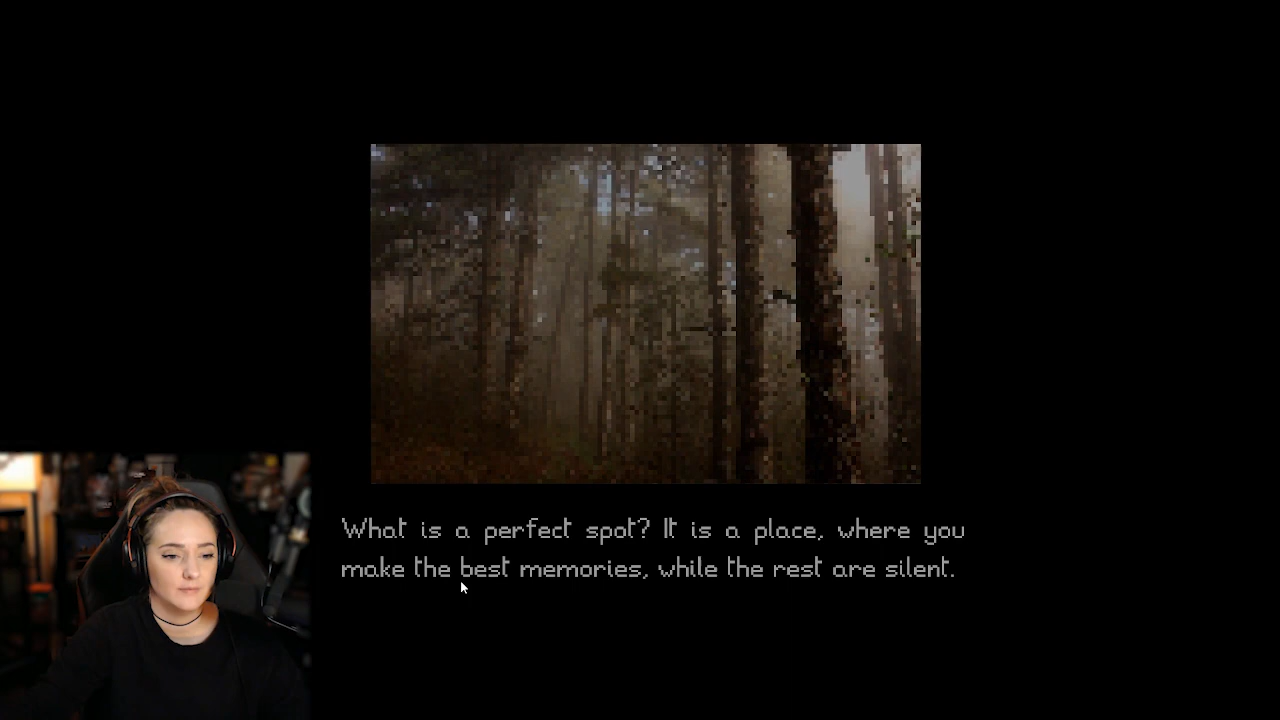 What is a perfect spot? It is a place, where you
make the best memories, while the rest are silent.